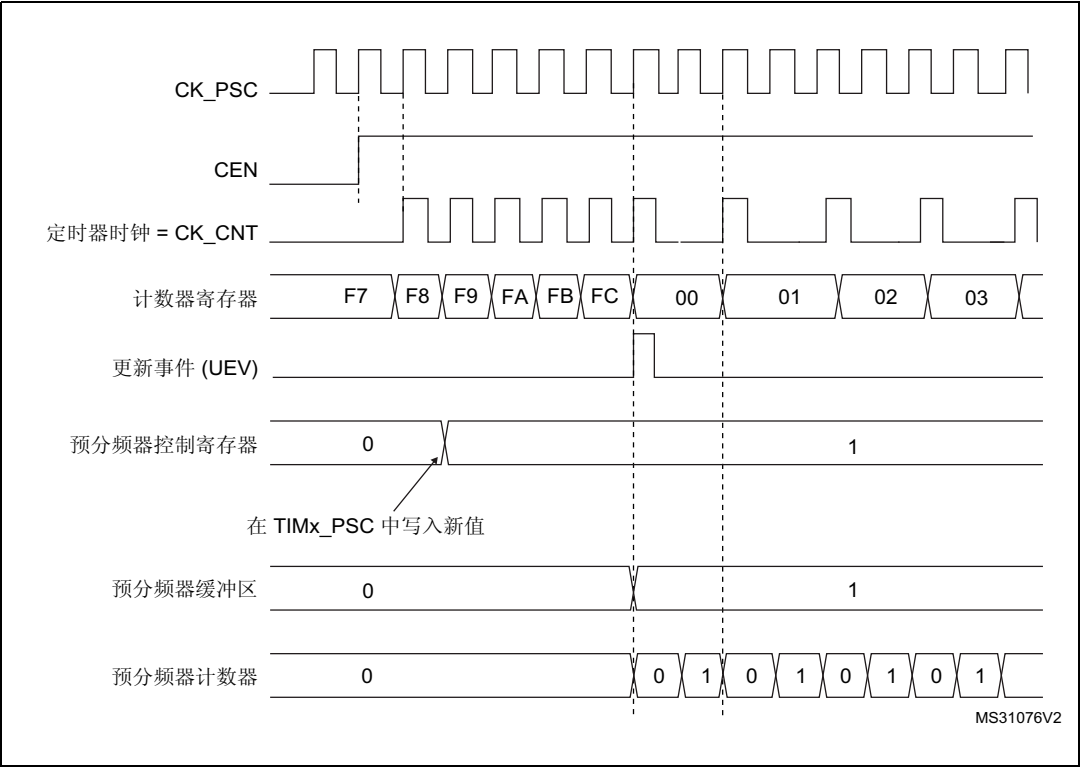 CK_PSC
CEN
定时器时钟 = CK_CNT
计数器寄存器 F7 F8 F9 FA FB FC 00 01 02 03
更新事件 (UEV)
预分频器控制寄存器 0 1
在 TIMx_PSC 中写入新值
预分频器缓冲区 0 1
预分频器计数器 0 0 1 0 1 0 1 0 1
MS31076V2